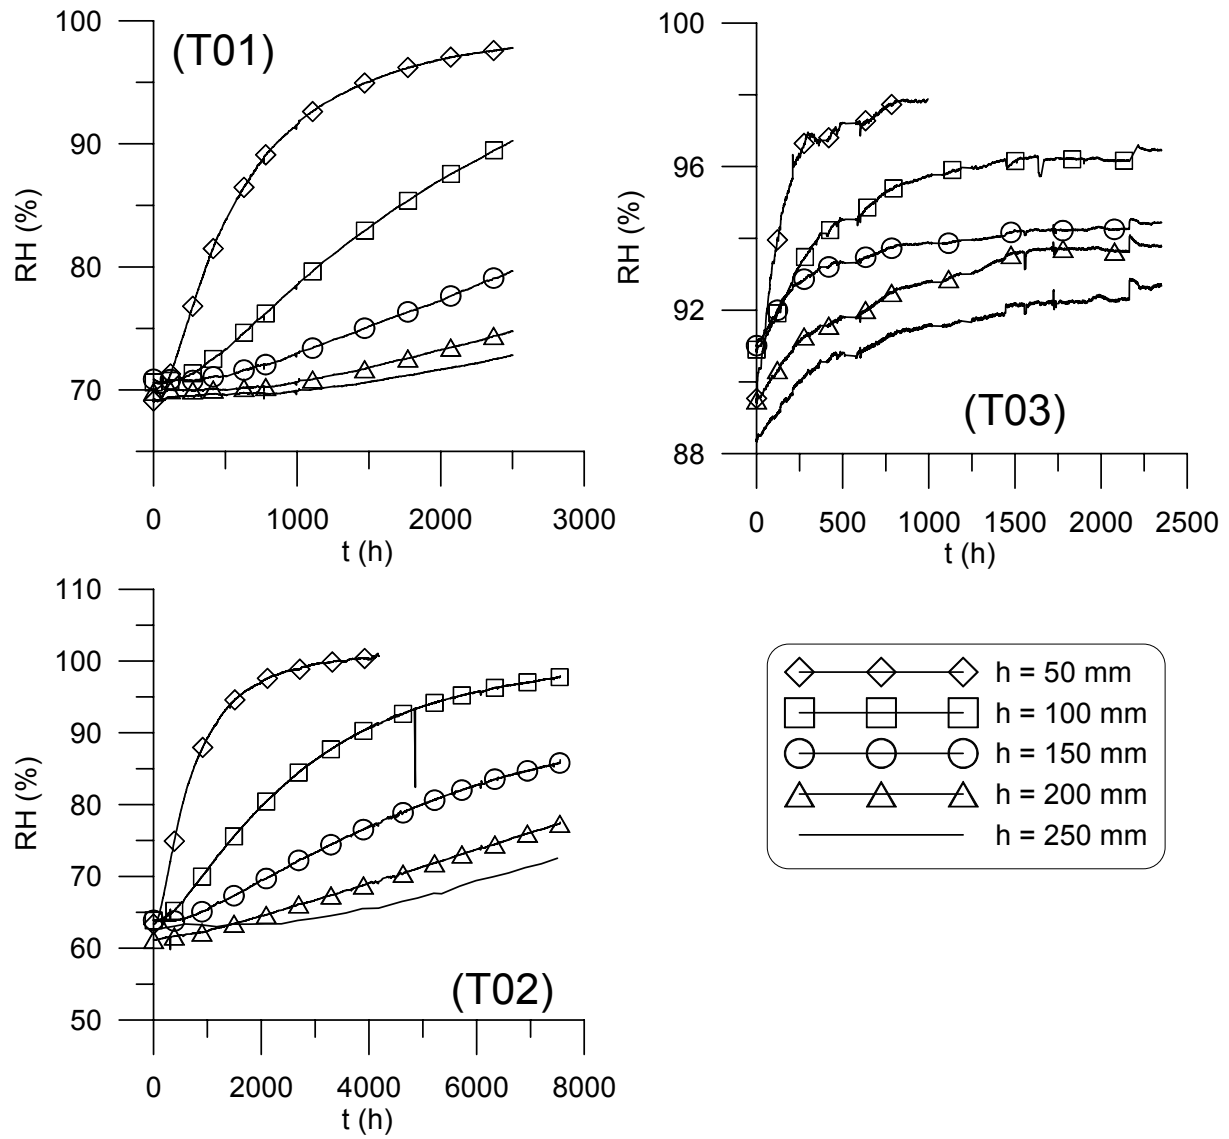 100
90
80
70
RH (%)
(T01)
0 1000 2000 3000
t (h)
100
96
92
88
RH (%)
(T03)
0 500 1000 1500 2000 2500
t (h)
110
100
90
80
70
60
50
RH (%)
(T02)
0 2000 4000 6000 8000
t (h)
h = 50 mm
h = 100 mm
h = 150 mm
h = 200 mm
h = 250 mm